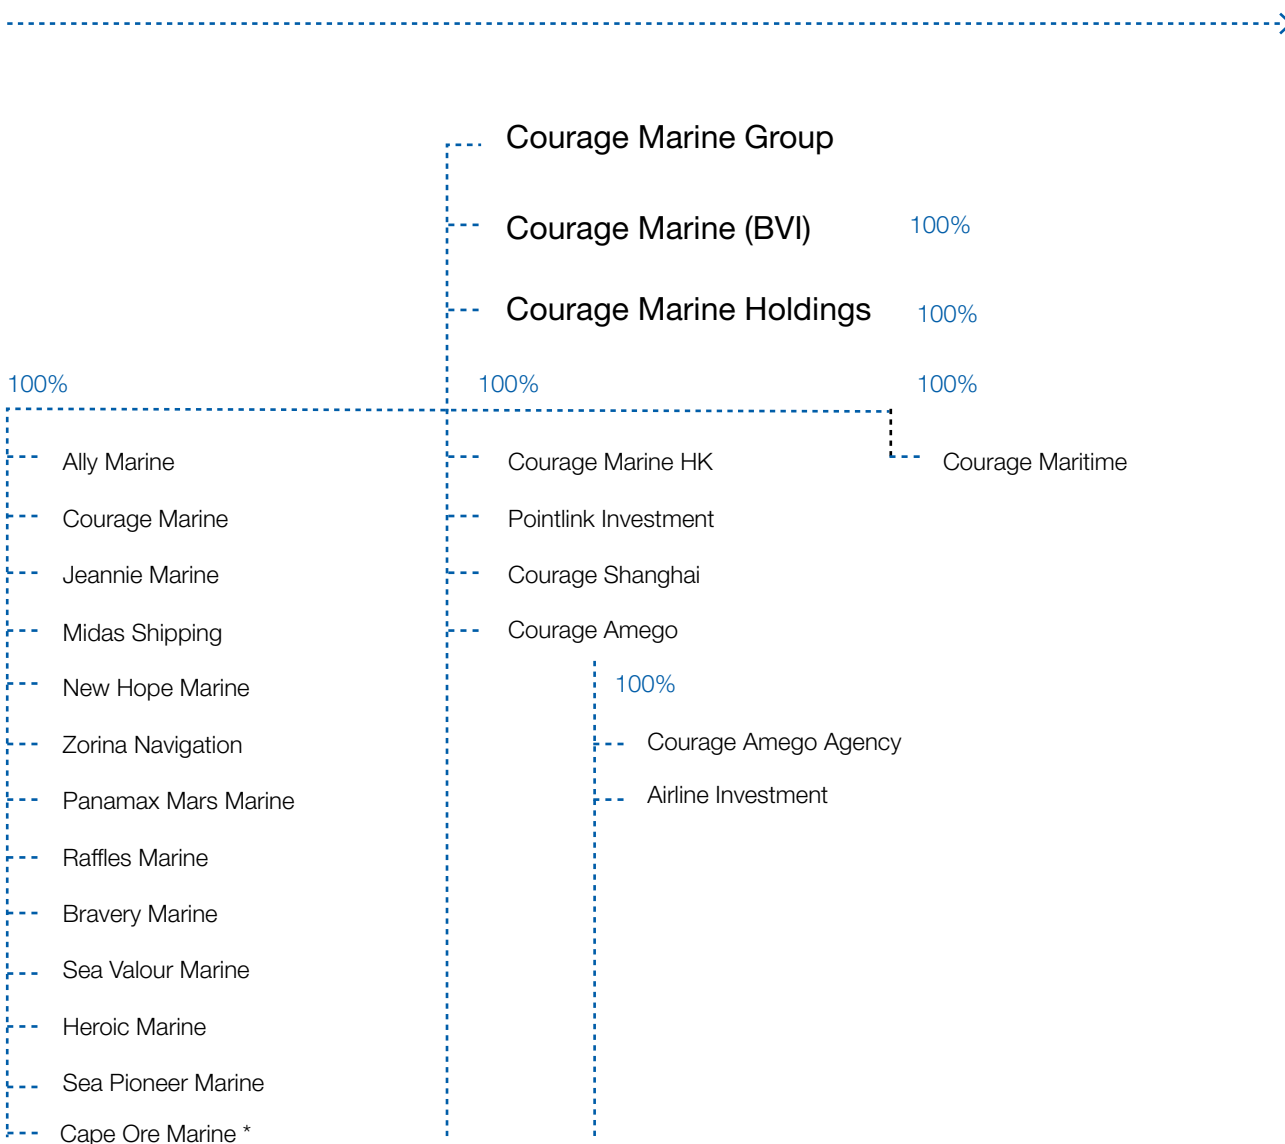 Courage Marine Group
Courage Marine (BVI) 100%
Courage Marine Holdings 100%
100% 100% 100%
Ally Marine
Courage Marine
Jeannie Marine
Midas Shipping
New Hope Marine
Zorina Navigation
Panamax Mars Marine
Raffles Marine
Bravery Marine
Sea Valour Marine
Heroic Marine
Sea Pioneer Marine
Cape Ore Marine *
Courage Marine HK
Pointlink Investment
Courage Shanghai
Courage Amego
100%
Courage Amego Agency
Airline Investment
Courage Maritime